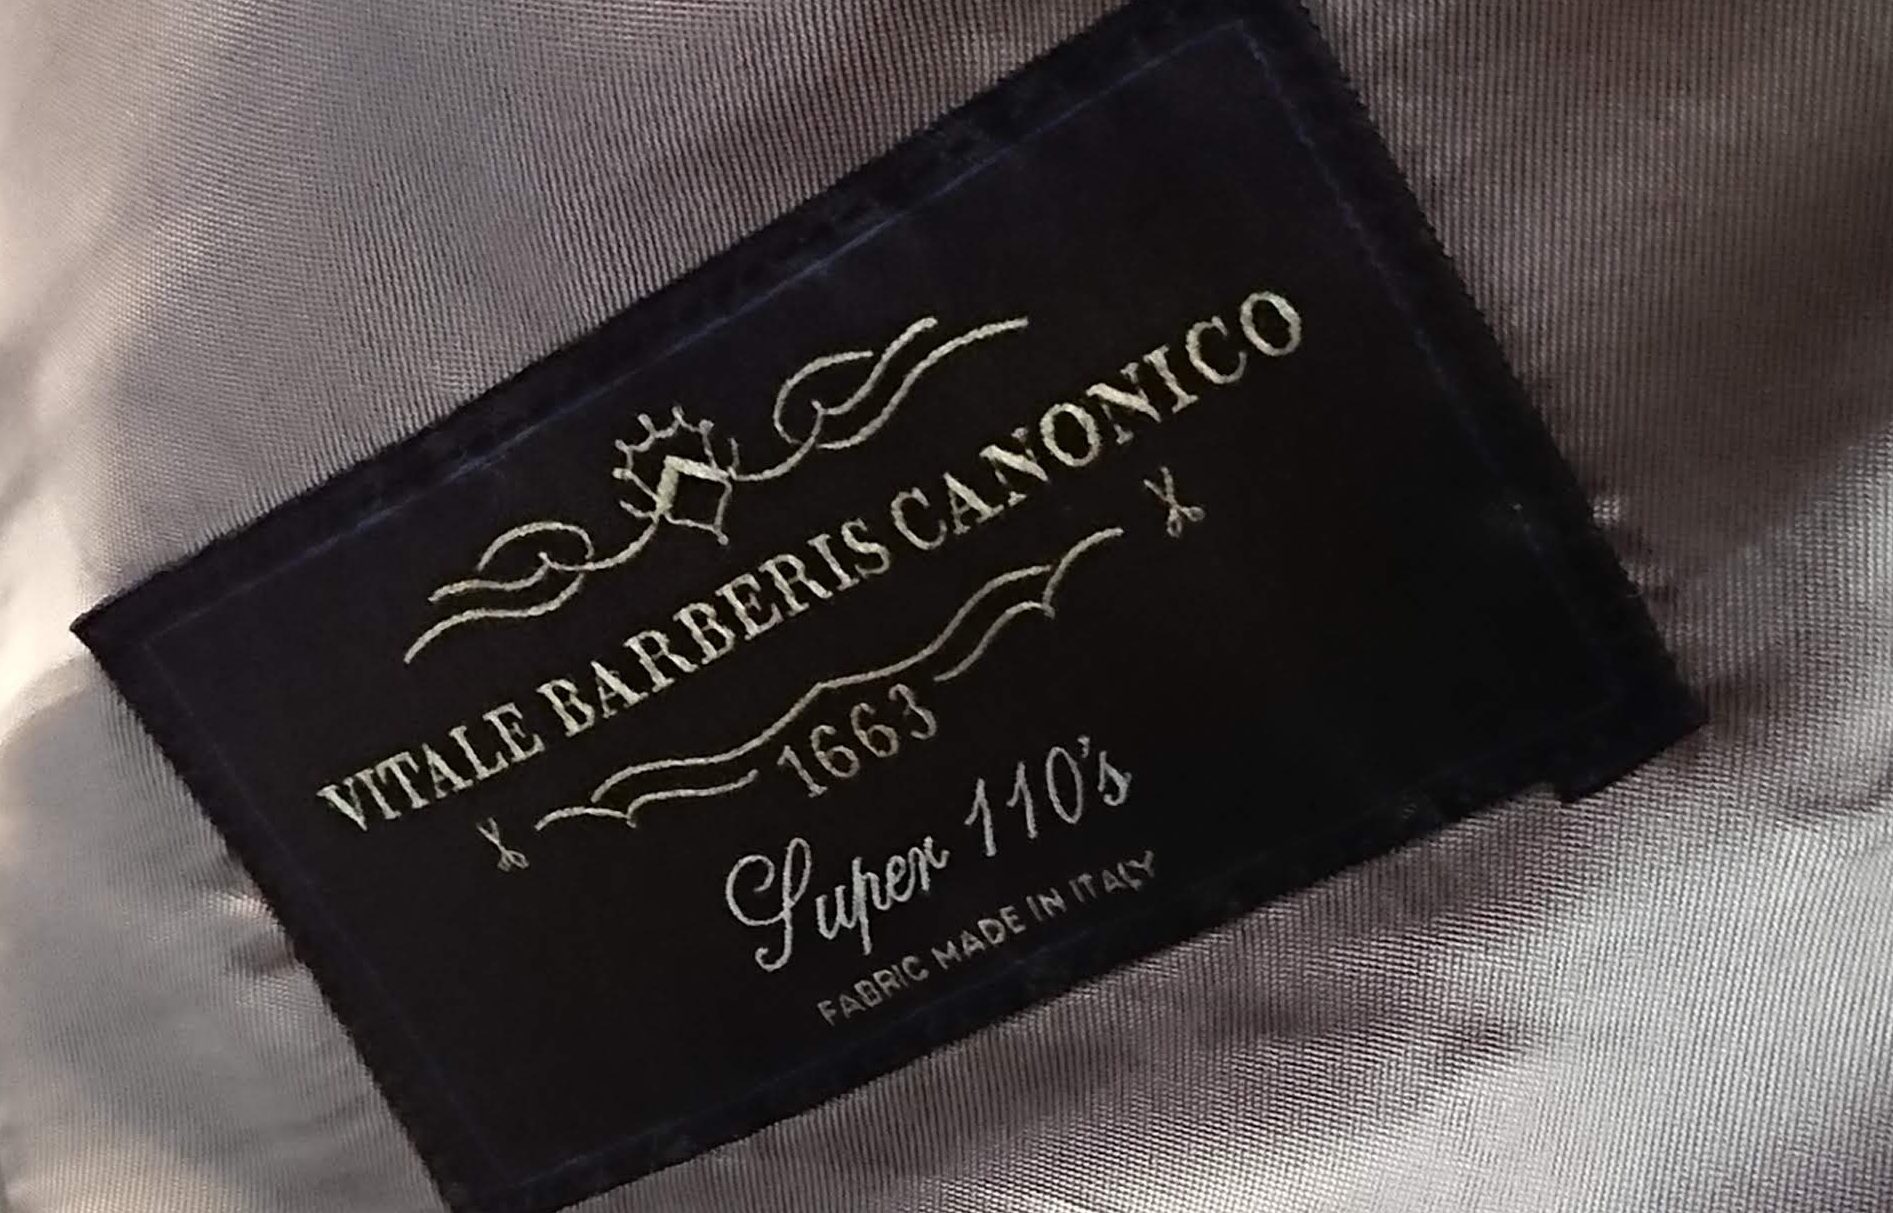 VITALE BARBERIS CANONICO
1663
Super 110's
FABRIC MADE IN ITALY